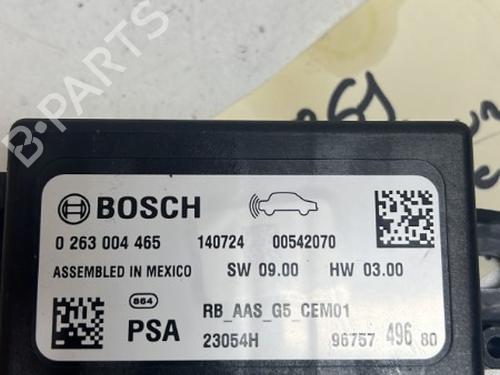 BOSCH
0 263 004 465 140724 00542070
ASSEMBLED IN MEXICO SW 09.00 HW 03.00
864 RB_AAS_G5_CEM01
PSA 23054H 96757 496 80